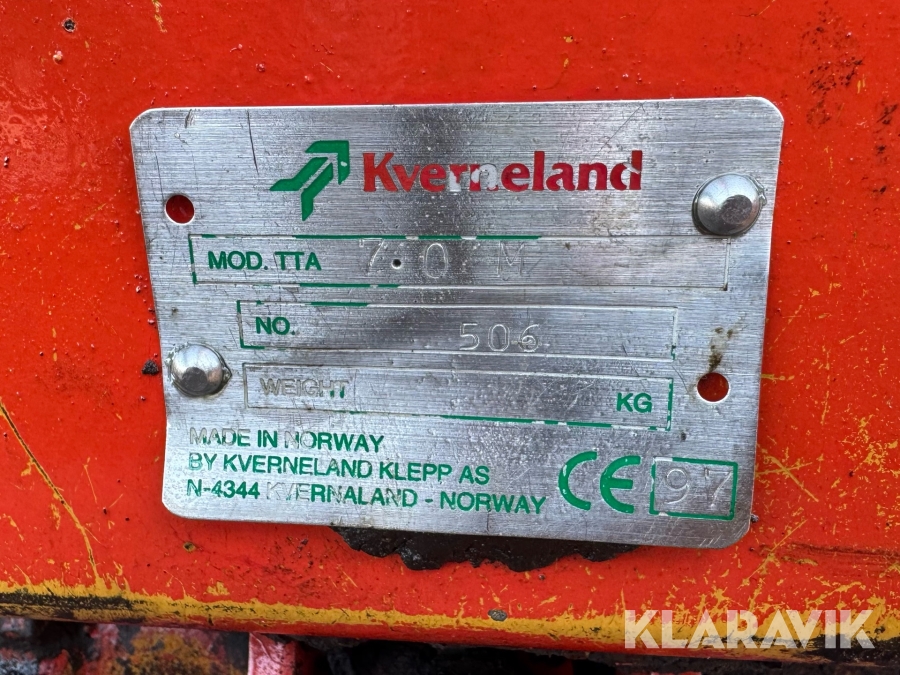 Kverneland
MOD. TTA 7.0 M
NO. 506
WEIGHT KG
MADE IN NORWAY
BY KVERNELAND KLEPP AS
N-4344 KVERNALAND - NORWAY
CE 97
KLARAVIK